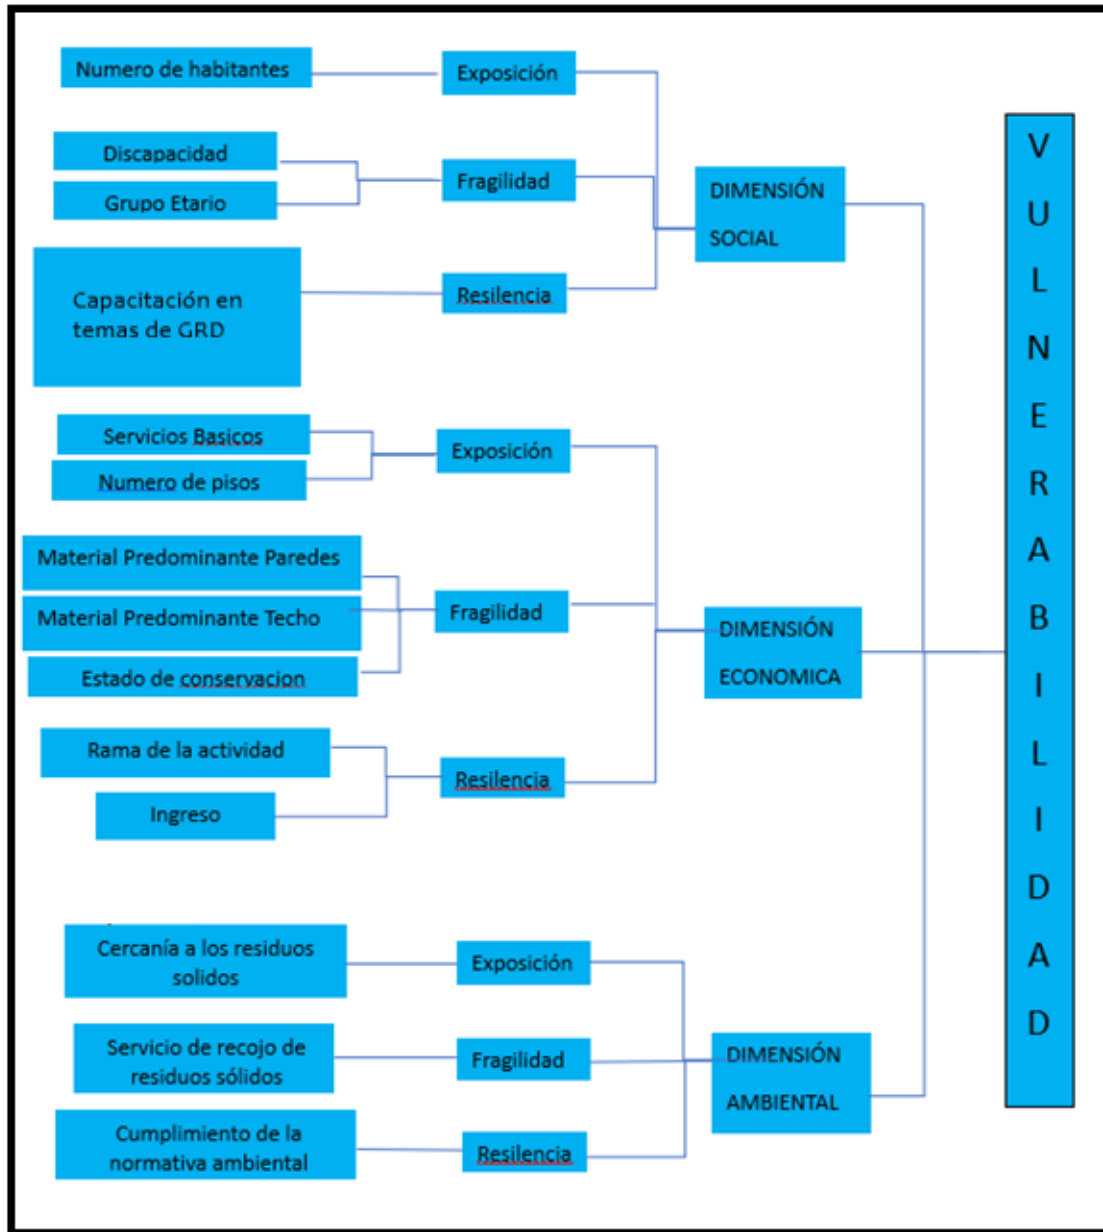 Numero de habitantes
Exposición
Discapacidad
Grupo Etario
Fragilidad
Capacitación en
temas de GRD
Resilencia
DIMENSIÓN
SOCIAL
Servicios Basicos
Numero de pisos
Exposición
Material Predominante Paredes
Material Predominante Techo
Estado de conservacion
Fragilidad
Rama de la actividad
Ingreso
Resilencia
DIMENSIÓN
ECONOMICA
Cercanía a los residuos
solidos
Exposición
Servicio de recojo de
residuos sólidos
Fragilidad
Cumplimiento de la
normativa ambiental
Resilencia
DIMENSIÓN
AMBIENTAL
V
U
L
N
E
R
A
B
I
L
I
D
A
D